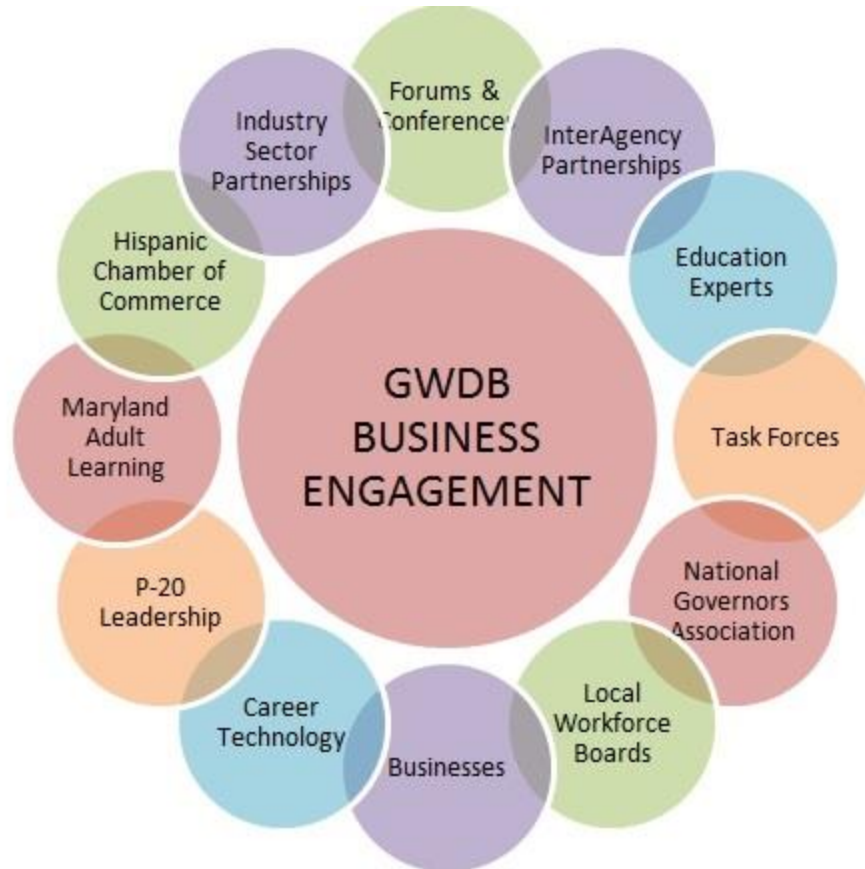 Forums &
Conferences
InterAgency
Partnerships
Education
Experts
Task Forces
National
Governors
Association
Local
Workforce
Boards
Businesses
Career
Technology
P-20
Leadership
Maryland
Adult
Learning
Hispanic
Chamber of
Commerce
Industry
Sector
Partnerships
GWDB
BUSINESS
ENGAGEMENT